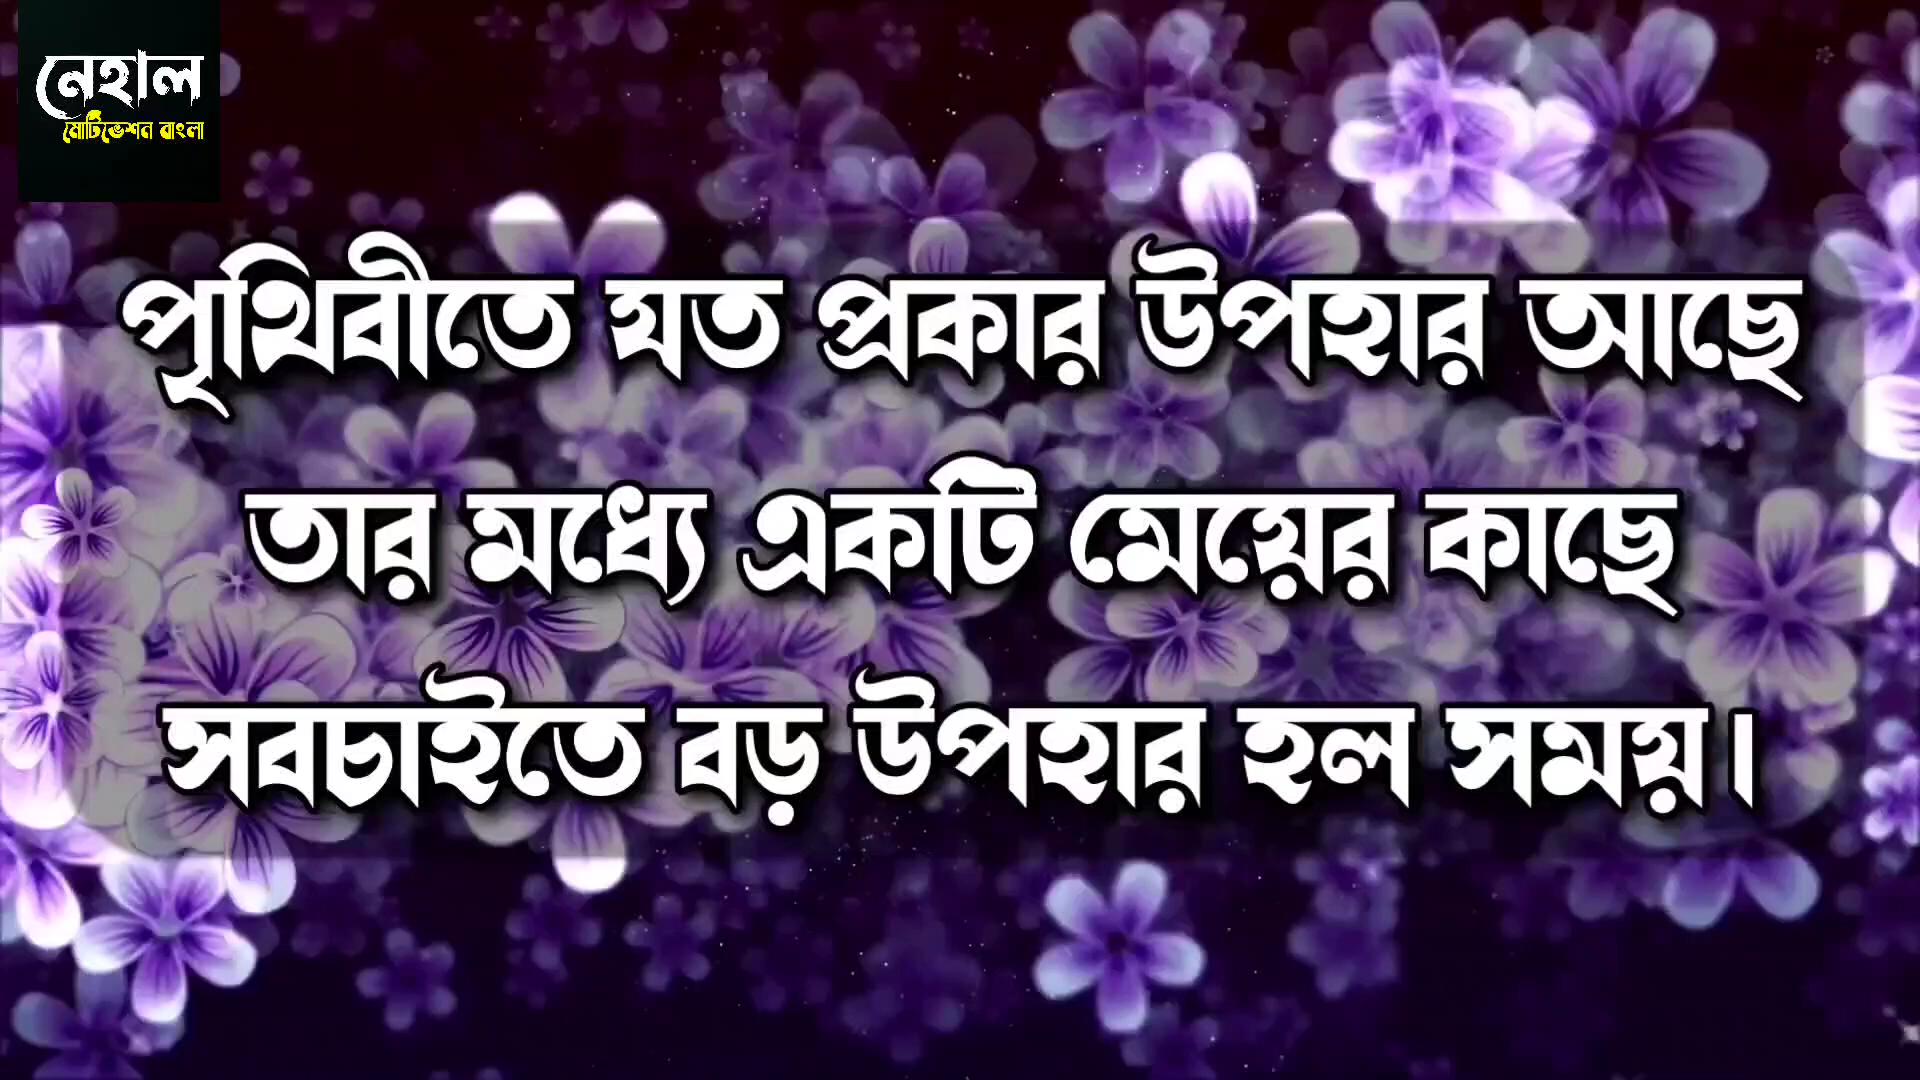 নেহাল
মোটিভেশন বাংলা
পৃথিবীতে যত প্রকার উপহার আছে
তার মধ্যে একটি মেয়ের কাছে
সবচাইতে বড় উপহার হল সময়।